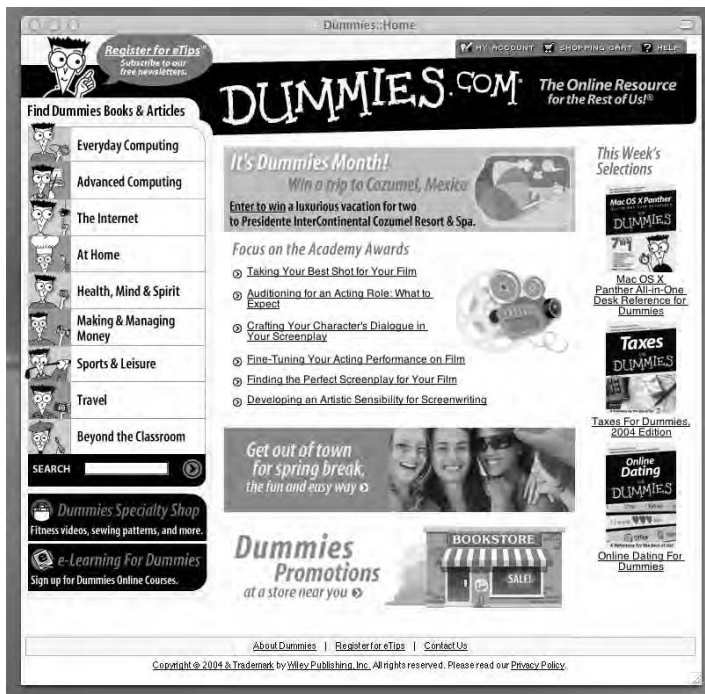 Dummies::Home
Register for eTips
Subscribe to our
free newsletters.
MY ACCOUNT SHOPPING CART ? HELP
DUMMIES.COM
The Online Resource
for the Rest of Us!®
Find Dummies Books & Articles
Everyday Computing
Advanced Computing
The Internet
At Home
Health, Mind & Spirit
Making & Managing
Money
Sports & Leisure
Travel
Beyond the Classroom
SEARCH
Dummies Specialty Shop
Fitness videos, sewing patterns, and more.
e-Learning For Dummies
Sign up for Dummies Online Courses.
It's Dummies Month!
Win a trip to Cozumel, Mexico
Enter to win a luxurious vacation for two
to Presidente InterContinental Cozumel Resort & Spa.
Focus on the Academy Awards
Taking Your Best Shot for Your Film
Auditioning for an Acting Role: What to
Expect
Crafting Your Character's Dialogue in
Your Screenplay
Fine-Tuning Your Acting Performance on Film
Finding the Perfect Screenplay for Your Film
Developing an Artistic Sensibility for Screenwriting
Get out of town
for spring break,
the fun and easy way
Dummies
Promotions
at a store near you
BOOKSTORE
SALE!
This Week's
Selections
Mac OS X Panther
DUMMIES
Mac OS X
Panther All-in-One
Desk Reference for
Dummies
Taxes
DUMMIES
Taxes For Dummies,
2004 Edition
Online
Dating
DUMMIES
Online Dating For
Dummies
About Dummies | Register for eTips | Contact Us
Copyright © 2004 & Trademark by Wiley Publishing, Inc. All rights reserved. Please read our Privacy Policy.